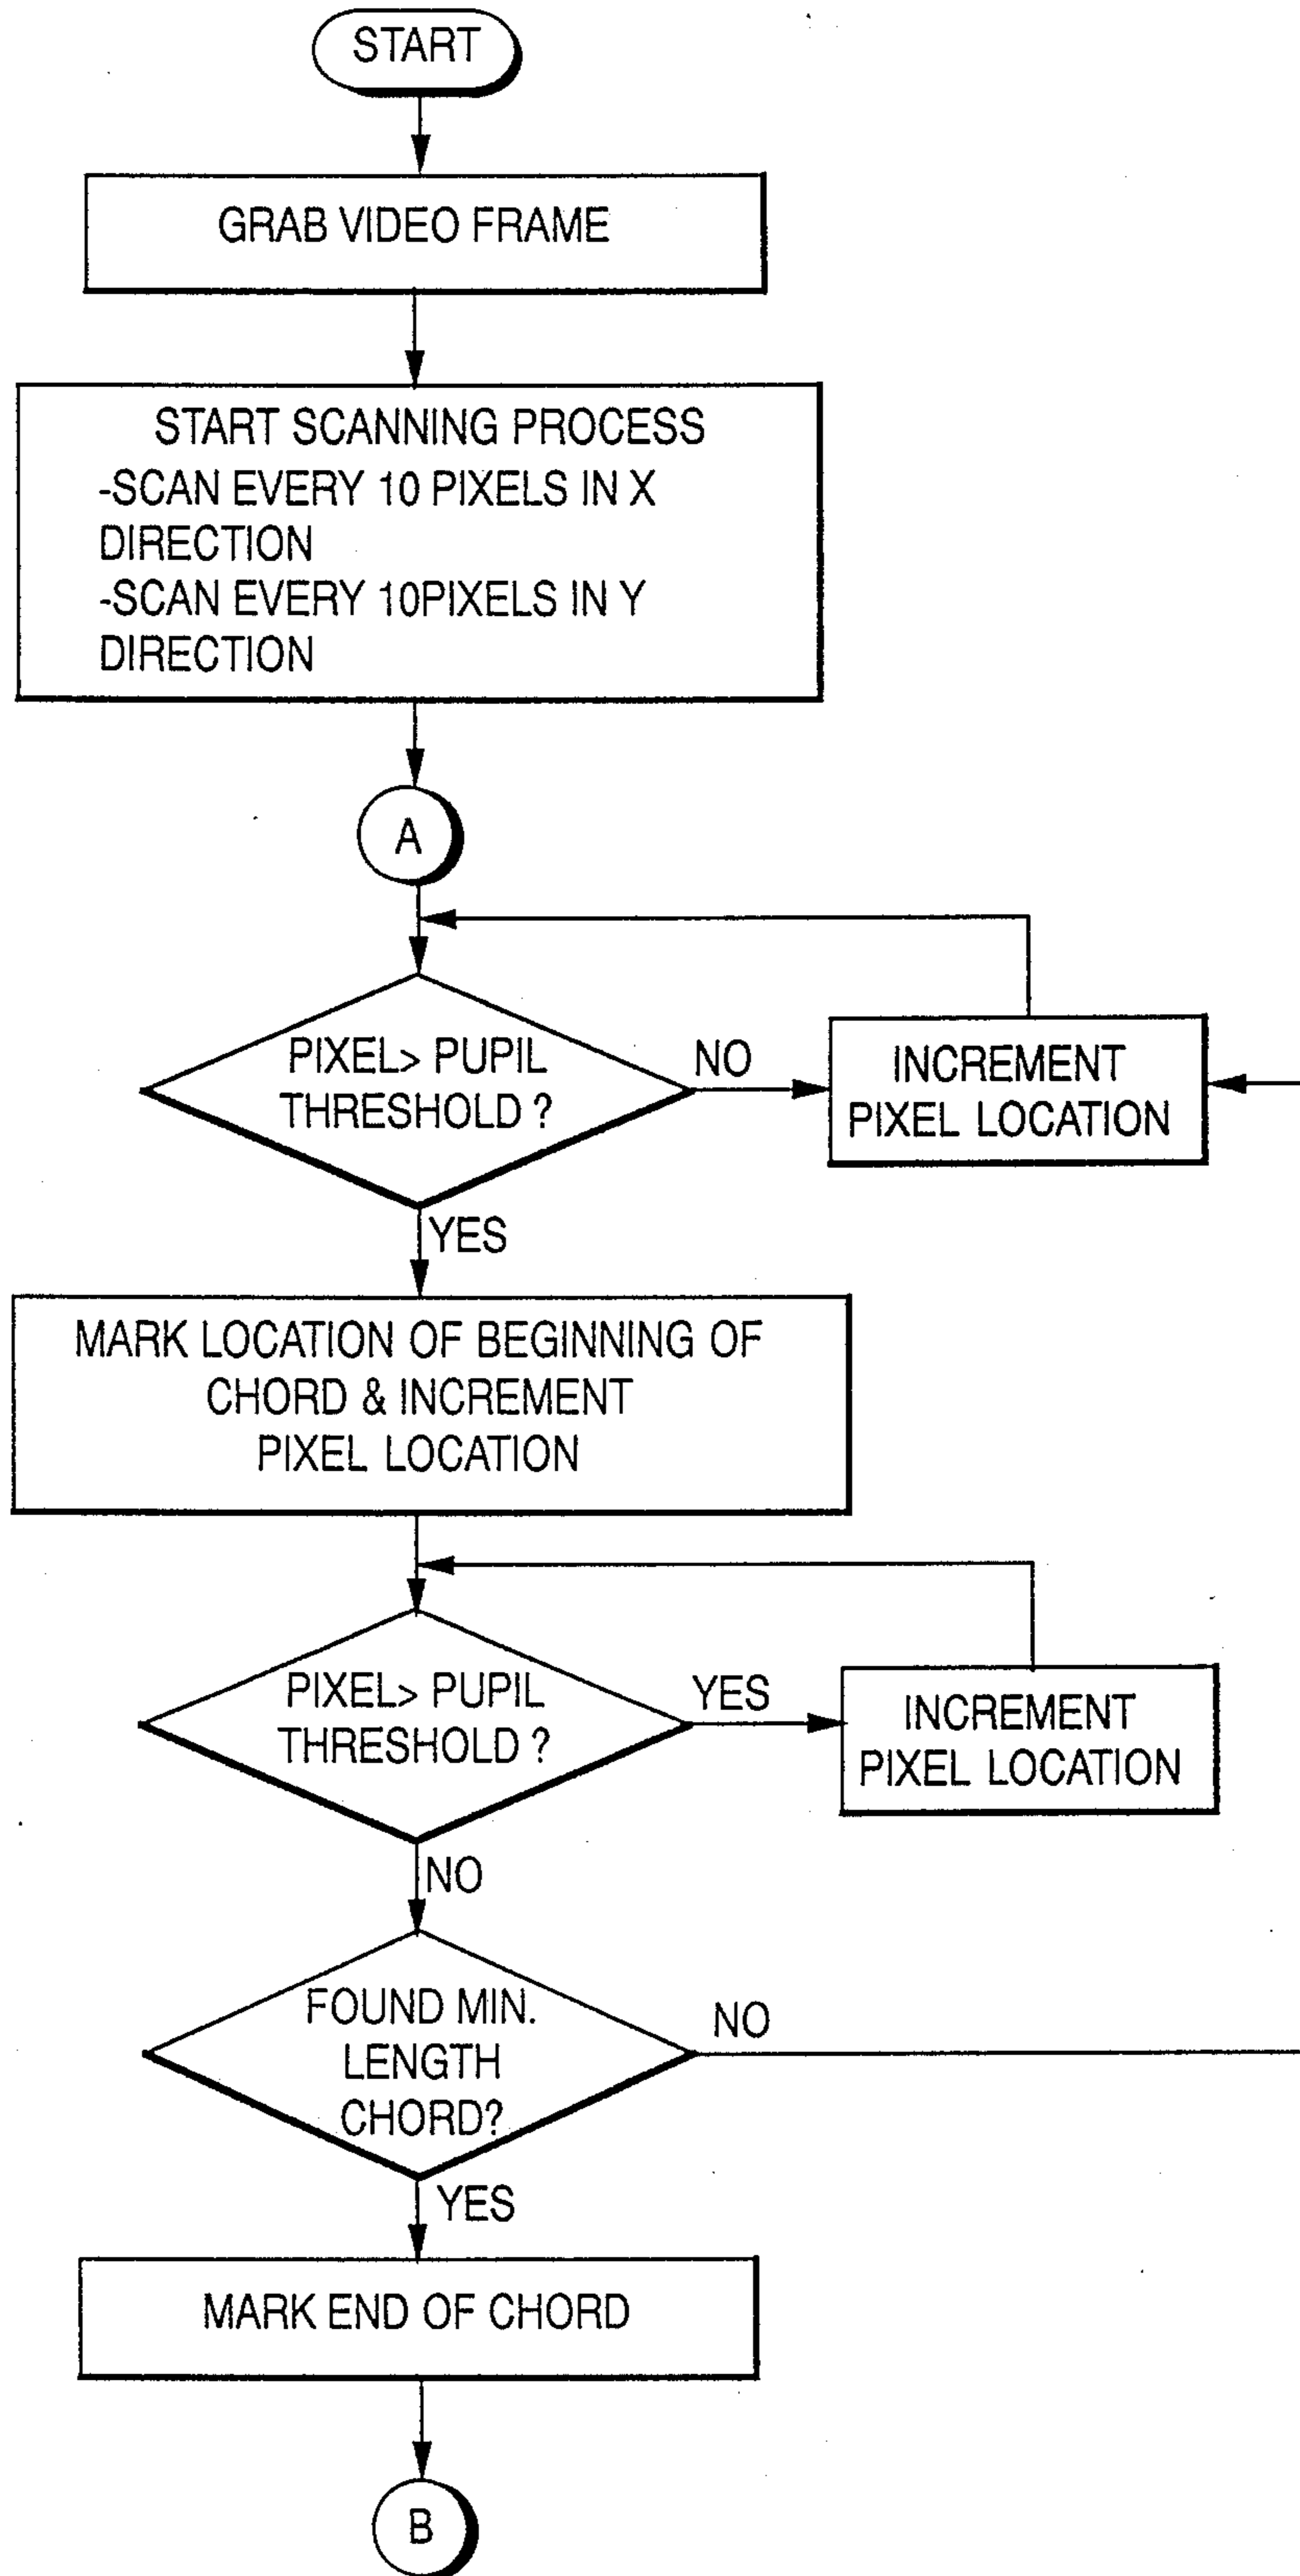 START
GRAB VIDEO FRAME
START SCANNING PROCESS
-SCAN EVERY 10 PIXELS IN X
DIRECTION
-SCAN EVERY 10PIXELS IN Y
DIRECTION
A
PIXEL> PUPIL
THRESHOLD ?
NO
INCREMENT
PIXEL LOCATION
YES
MARK LOCATION OF BEGINNING OF
CHORD & INCREMENT
PIXEL LOCATION
PIXEL> PUPIL
THRESHOLD ?
YES
INCREMENT
PIXEL LOCATION
NO
FOUND MIN.
LENGTH
CHORD?
NO
YES
MARK END OF CHORD
B